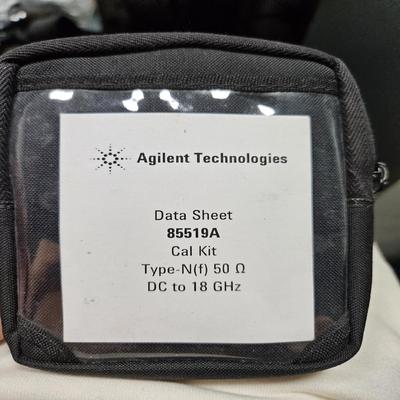 Agilent Technologies
Data Sheet
85519A
Cal Kit
Type-N(f) 50 Ω
DC to 18 GHz